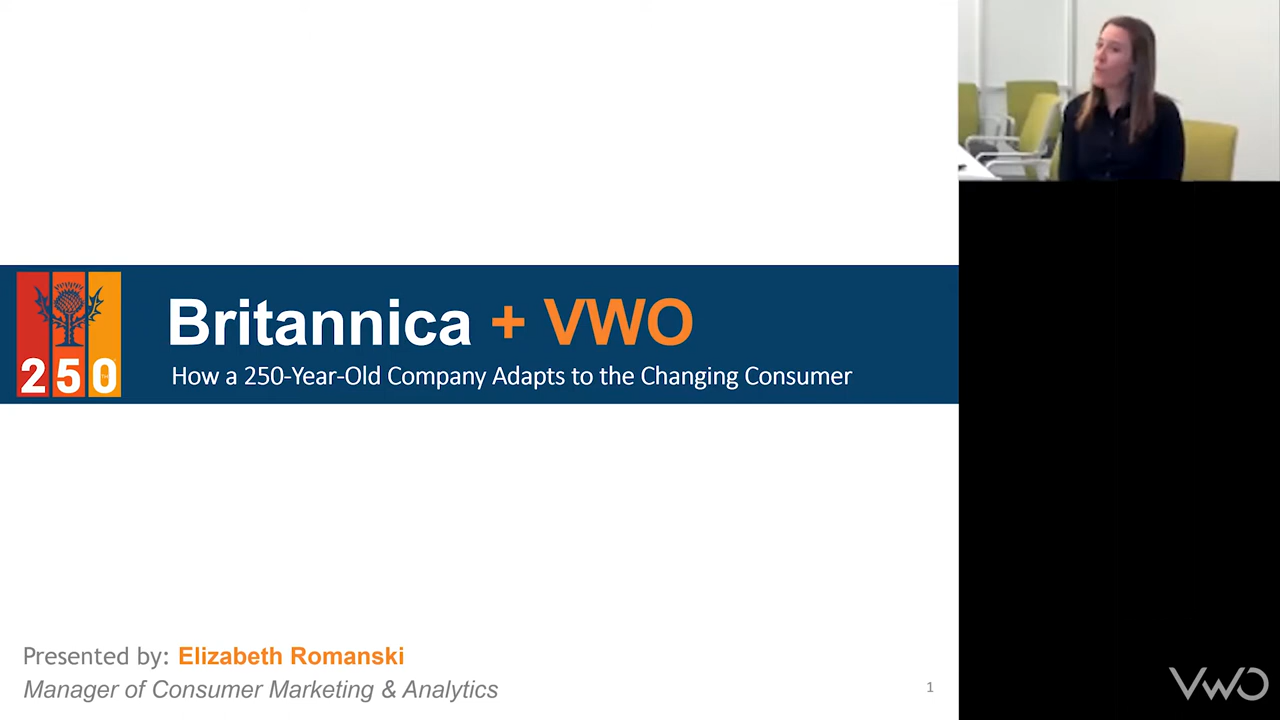 250
Britannica + VWO
How a 250-Year-Old Company Adapts to the Changing Consumer
Presented by: Elizabeth Romanski
Manager of Consumer Marketing & Analytics
1
VWO